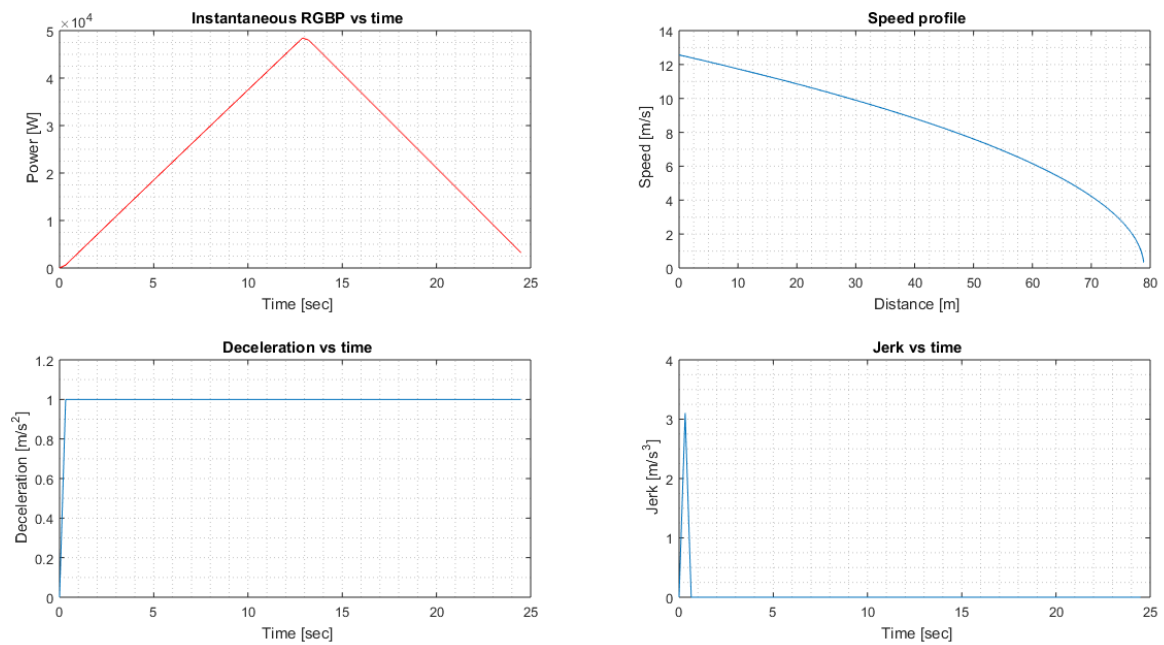 Instantaneous RGBP vs time
×10⁴
5
4
3
2
1
0
Power [W]
0 5 10 15 20 25
Time [sec]
Speed profile
14
12
10
8
6
4
2
0
Speed [m/s]
0 10 20 30 40 50 60 70 80
Distance [m]
Deceleration vs time
1.2
1
0.8
0.6
0.4
0.2
0
Deceleration [m/s²]
0 5 10 15 20 25
Time [sec]
Jerk vs time
4
3
2
1
0
Jerk [m/s³]
0 5 10 15 20 25
Time [sec]